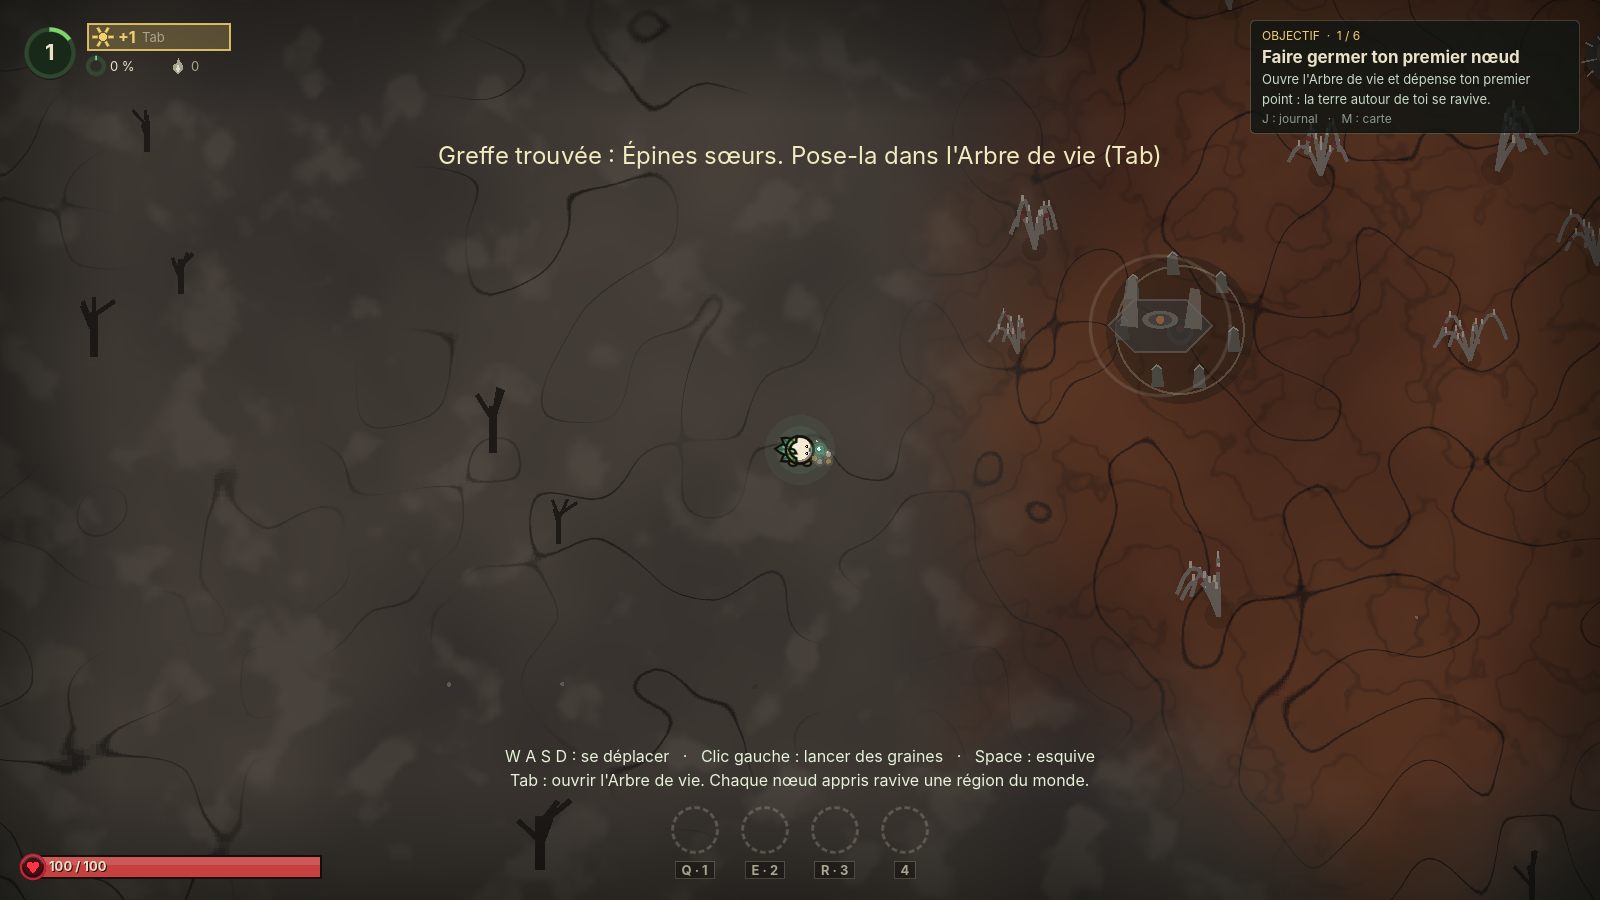 1
+1 Tab
0 %
0
OBJECTIF · 1 / 6
Faire germer ton premier nœud
Ouvre l'Arbre de vie et dépense ton premier
point : la terre autour de toi se ravive.
J : journal · M : carte
Greffe trouvée : Épines sœurs. Pose-la dans l'Arbre de vie (Tab)
W A S D : se déplacer · Clic gauche : lancer des graines · Space : esquive
Tab : ouvrir l'Arbre de vie. Chaque nœud appris ravive une région du monde.
Q · 1
E · 2
R · 3
4
100 / 100